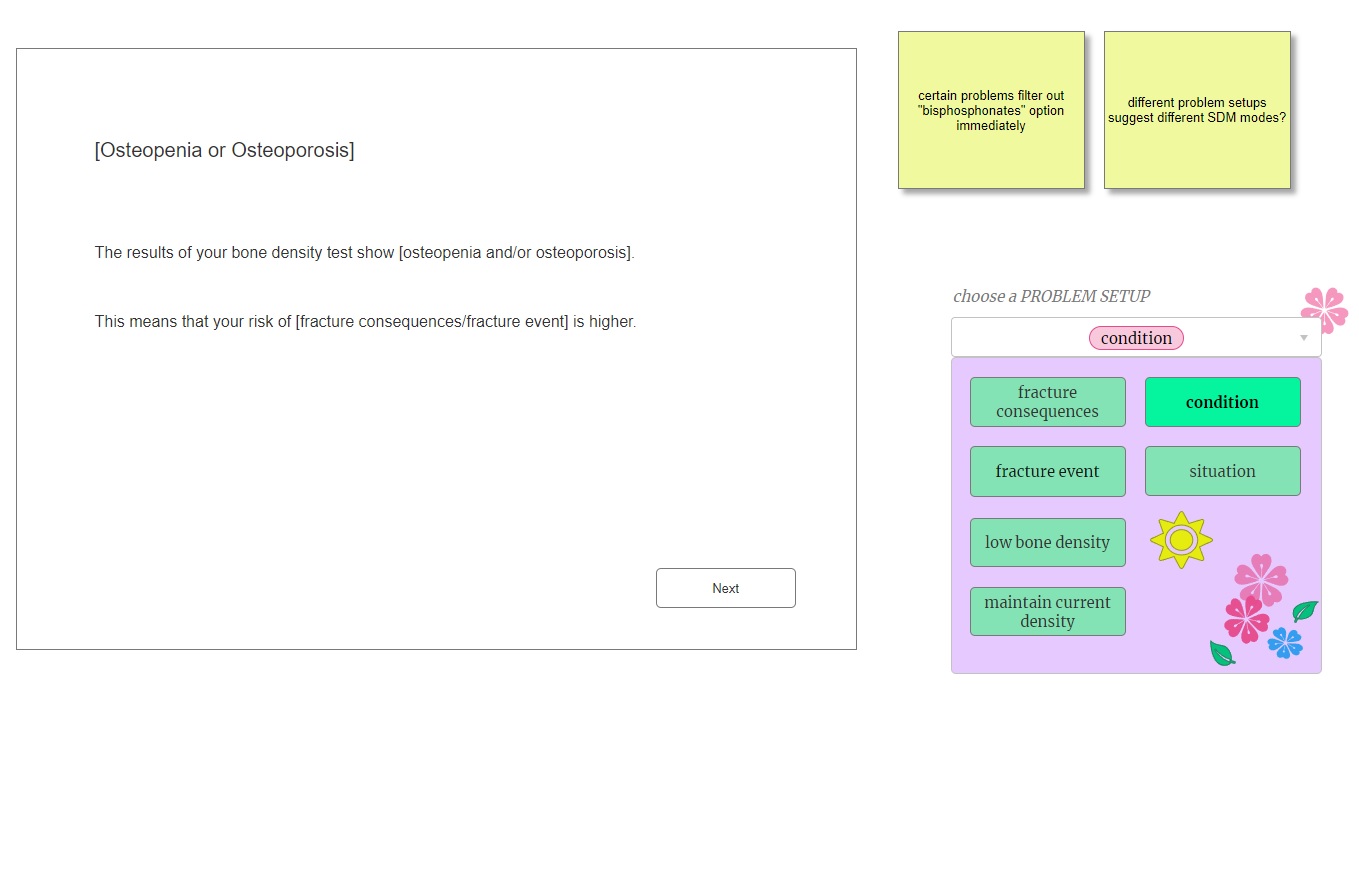 [Osteopenia or Osteoporosis]
The results of your bone density test show [osteopenia and/or osteoporosis].
This means that your risk of [fracture consequences/fracture event] is higher.
Next
certain problems filter out
"bisphosphonates" option
immediately
different problem setups
suggest different SDM modes?
choose a PROBLEM SETUP
condition
fracture
consequences
condition
fracture event
situation
low bone density
maintain current
density